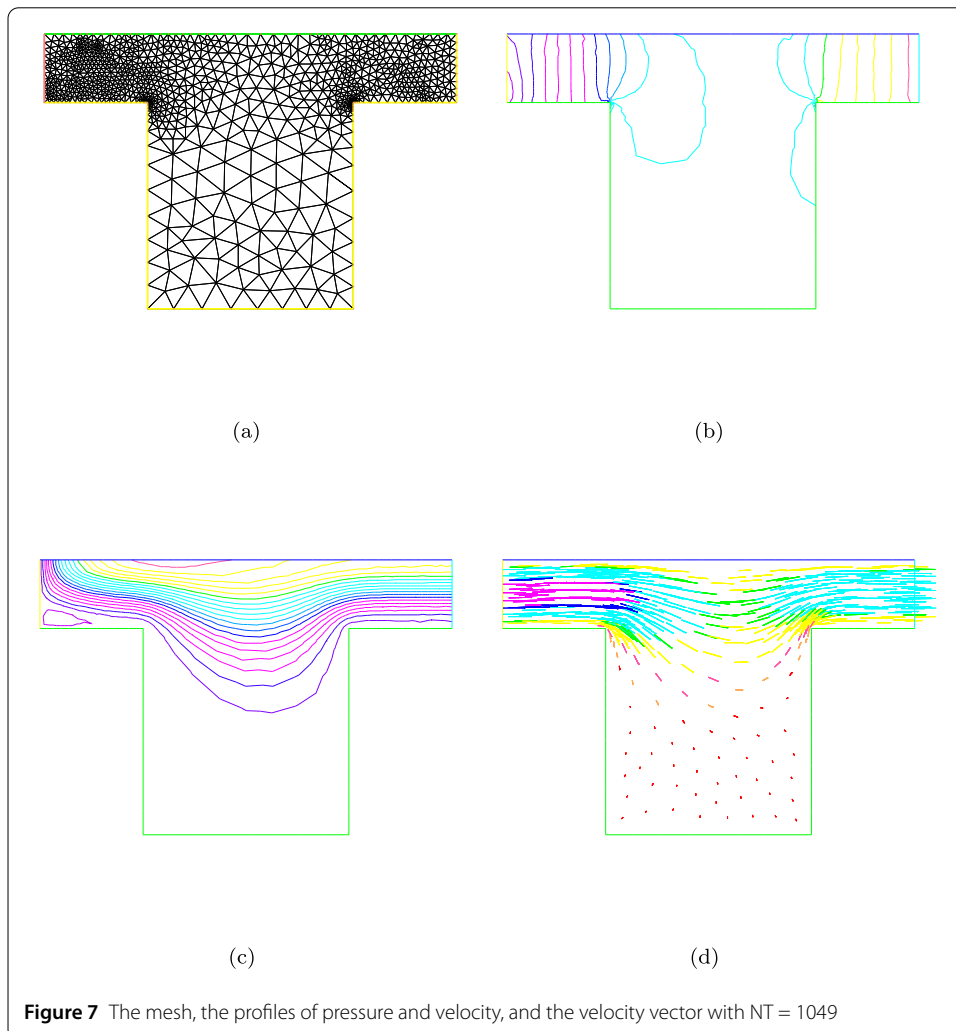 (a)
(b)
(c)
(d)
Figure 7 The mesh, the profiles of pressure and velocity, and the velocity vector with NT = 1049